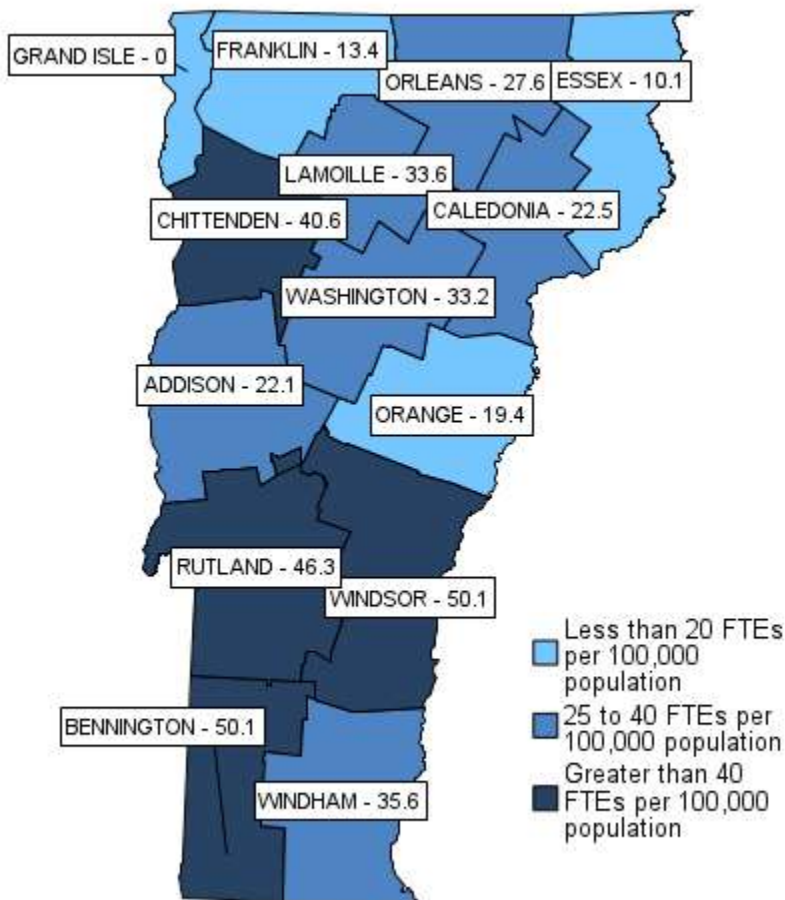 GRAND ISLE - 0
FRANKLIN - 13.4
ORLEANS - 27.6
ESSEX - 10.1
LAMOILLE - 33.6
CHITTENDEN - 40.6
CALEDONIA - 22.5
WASHINGTON - 33.2
ADDISON - 22.1
ORANGE - 19.4
RUTLAND - 46.3
WINDSOR - 50.1
BENNINGTON - 50.1
WINDHAM - 35.6
Less than 20 FTEs
per 100,000
population
25 to 40 FTEs per
100,000 population
Greater than 40
FTEs per 100,000
population